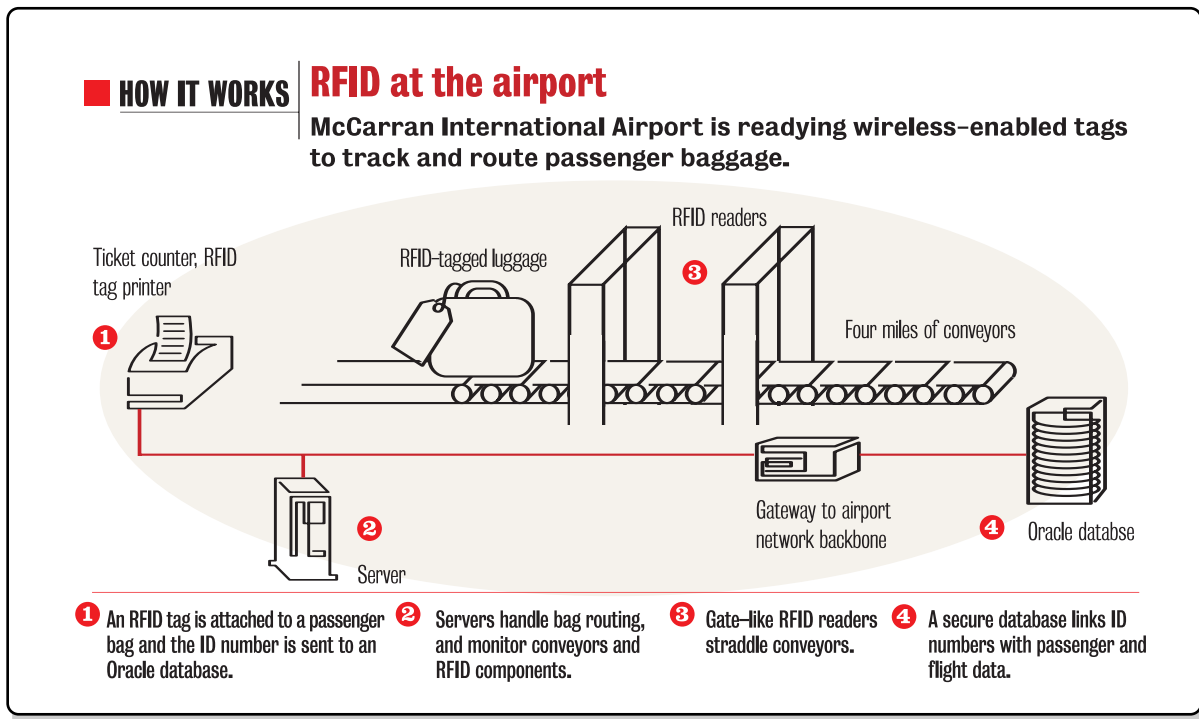 HOW IT WORKS
RFID at the airport
McCarran International Airport is readying wireless-enabled tags
to track and route passenger baggage.
Ticket counter, RFID
tag printer
1
RFID-tagged luggage
RFID readers
3
Four miles of conveyors
2
Server
Gateway to airport
network backbone
4
Oracle databse
1 An RFID tag is attached to a passenger
bag and the ID number is sent to an
Oracle database.
2 Servers handle bag routing,
and monitor conveyors and
RFID components.
3 Gate-like RFID readers
straddle conveyors.
4 A secure database links ID
numbers with passenger and
flight data.